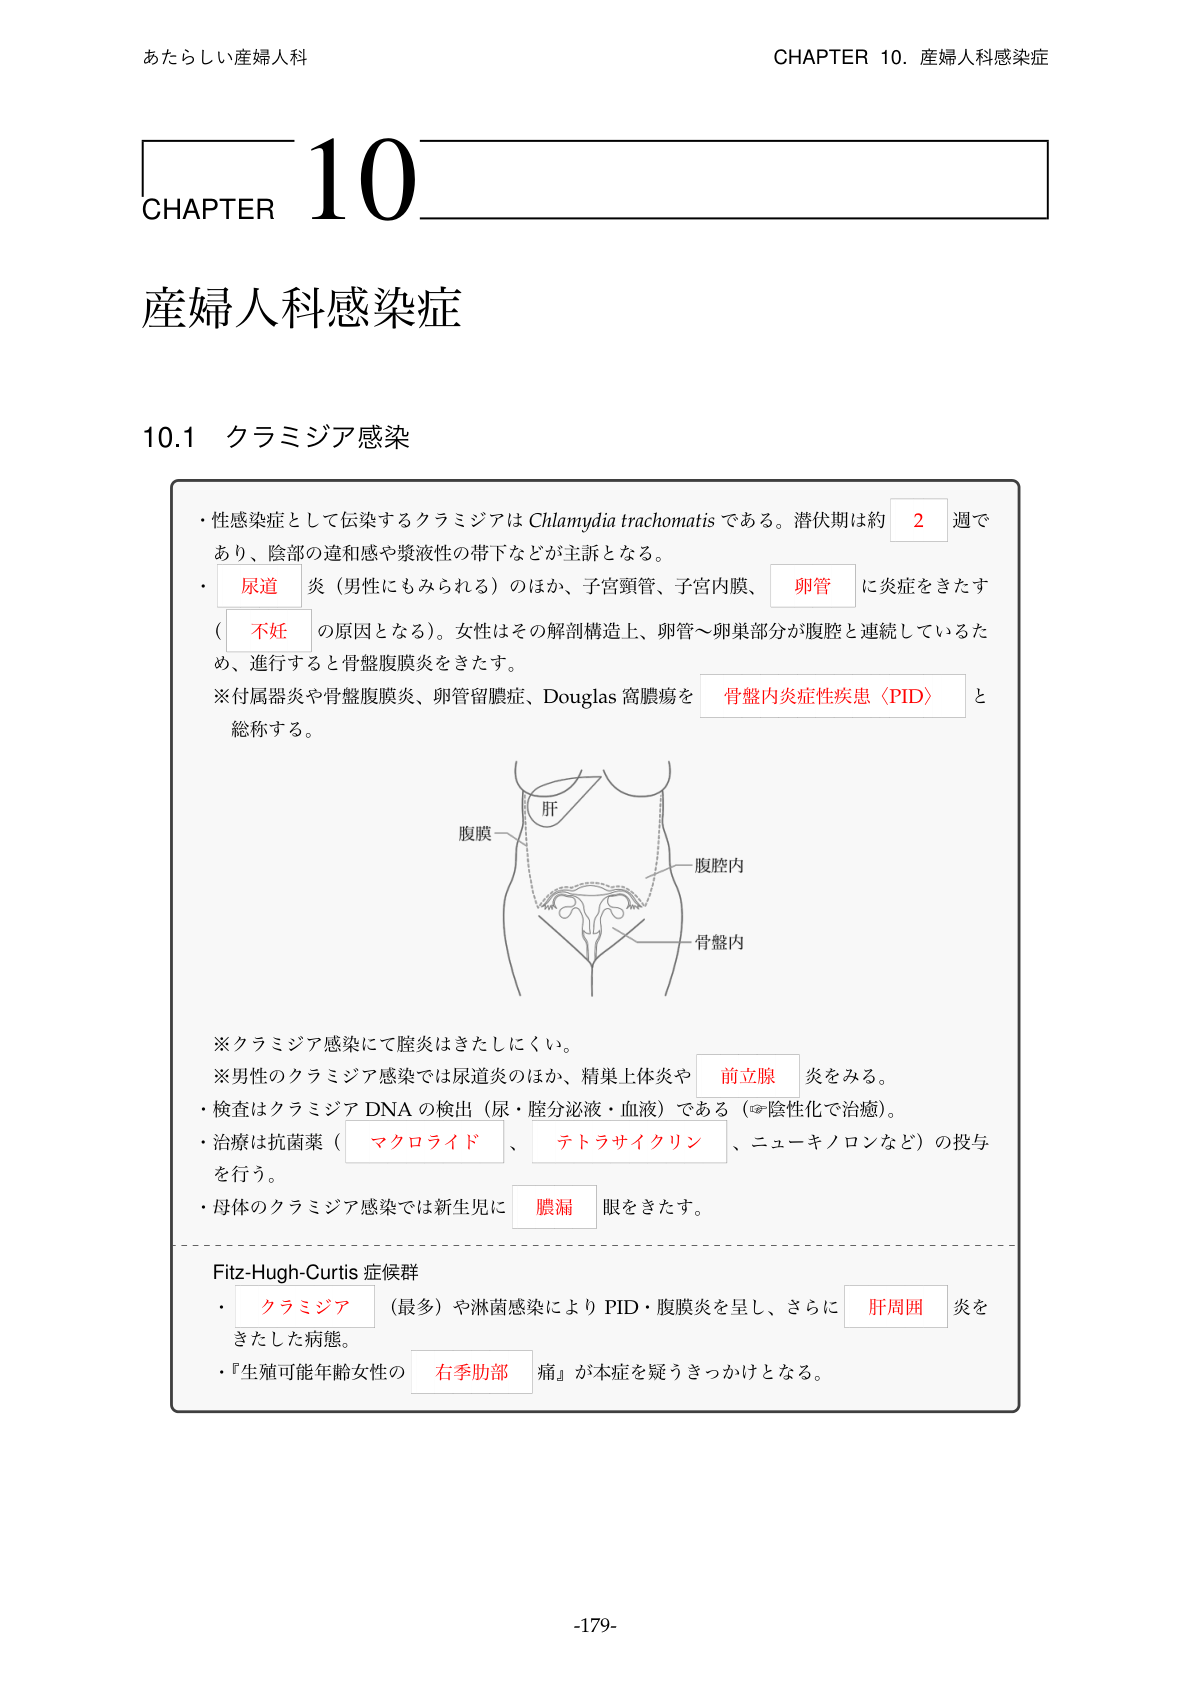 あたらしい産婦人科
CHAPTER 10. 産婦人科感染症
CHAPTER 10
産婦人科感染症
10.1 クラミジア感染
・性感染症として伝染するクラミジアは Chlamydia trachomatis である。潜伏期は約 2 週で
あり、陰部の違和感や漿液性の帯下などが主訴となる。
・ 尿道 炎（男性にもみられる）のほか、子宮頸管、子宮内膜、 卵管 に炎症をきたす
（ 不妊 の原因となる）。女性はその解剖構造上、卵管〜卵巣部分が腹腔と連続しているた
め、進行すると骨盤腹膜炎をきたす。
※付属器炎や骨盤腹膜炎、卵管留膿症、Douglas 窩膿瘍を 骨盤内炎症性疾患〈PID〉 と
総称する。
肝
腹膜
腹腔内
骨盤内
※クラミジア感染にて腟炎はきたしにくい。
※男性のクラミジア感染では尿道炎のほか、精巣上体炎や 前立腺 炎をみる。
・検査はクラミジア DNA の検出（尿・腟分泌液・血液）である（☞陰性化で治癒）。
・治療は抗菌薬（ マクロライド 、 テトラサイクリン 、ニューキノロンなど）の投与
を行う。
・母体のクラミジア感染では新生児に 膿漏 眼をきたす。
Fitz-Hugh-Curtis 症候群
・ クラミジア （最多）や淋菌感染により PID・腹膜炎を呈し、さらに 肝周囲 炎を
きたした病態。
・『生殖可能年齢女性の 右季肋部 痛』が本症を疑うきっかけとなる。
-179-